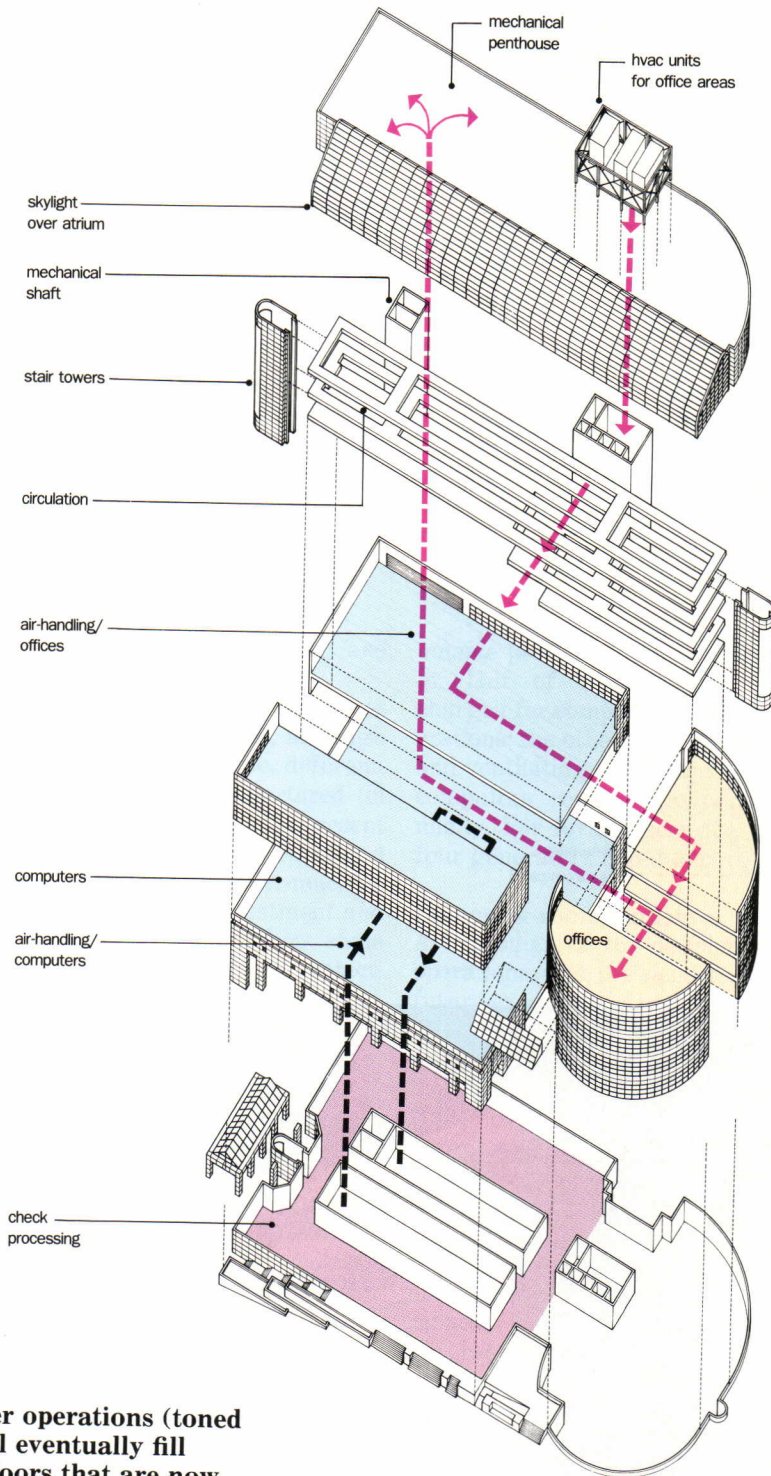 mechanical
penthouse
hvac units
for office areas
skylight
over atrium
mechanical
shaft
stair towers
circulation
air-handling/
offices
computers
air-handling/
computers
offices
check
processing
er operations (toned
l eventually fill
oors that are now